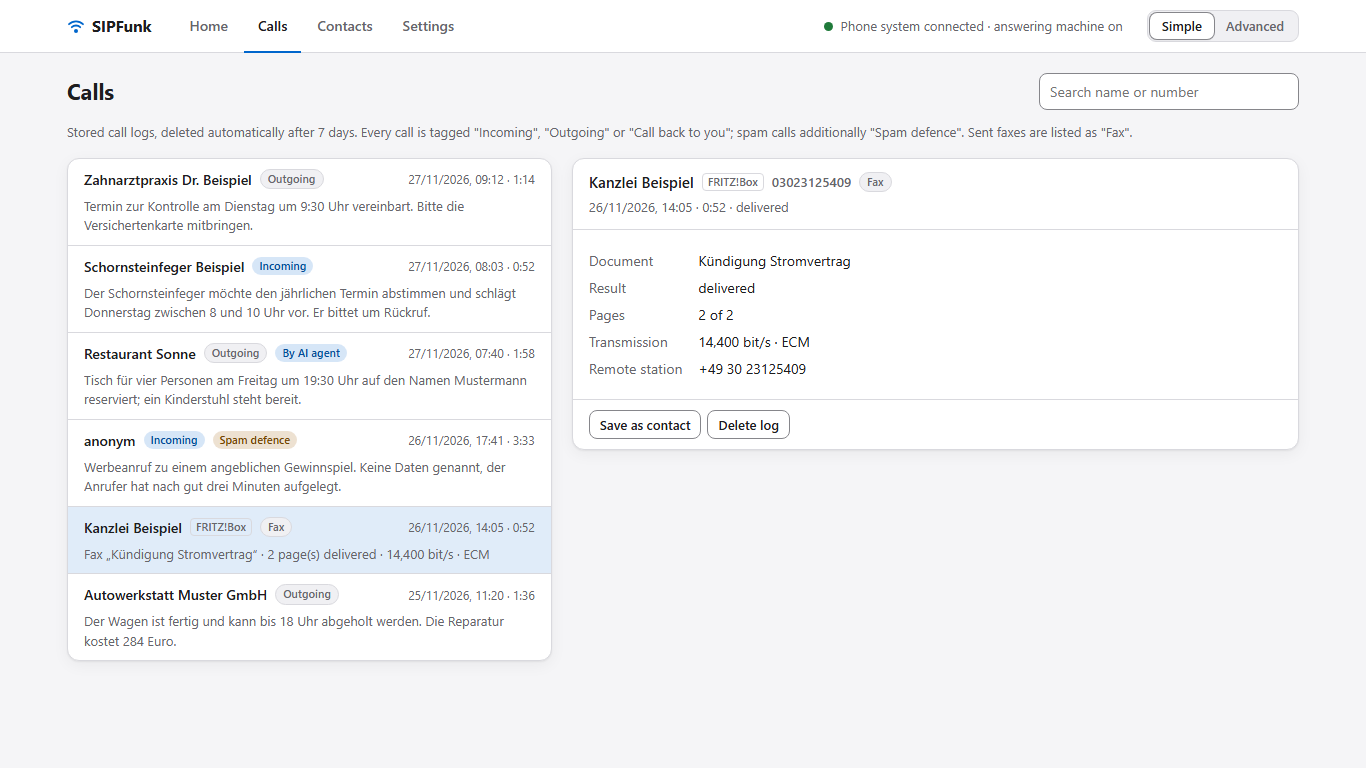 SIPFunk
Home
Calls
Contacts
Settings
Phone system connected · answering machine on
Simple
Advanced
Calls
Search name or number
Stored call logs, deleted automatically after 7 days. Every call is tagged "Incoming", "Outgoing" or "Call back to you"; spam calls additionally "Spam defence". Sent faxes are listed as "Fax".
Zahnarztpraxis Dr. Beispiel Outgoing 27/11/2026, 09:12 · 1:14
Termin zur Kontrolle am Dienstag um 9:30 Uhr vereinbart. Bitte die
Versichertenkarte mitbringen.
Schornsteinfeger Beispiel Incoming 27/11/2026, 08:03 · 0:52
Der Schornsteinfeger möchte den jährlichen Termin abstimmen und schlägt
Donnerstag zwischen 8 und 10 Uhr vor. Er bittet um Rückruf.
Restaurant Sonne Outgoing By AI agent 27/11/2026, 07:40 · 1:58
Tisch für vier Personen am Freitag um 19:30 Uhr auf den Namen Mustermann
reserviert; ein Kinderstuhl steht bereit.
anonym Incoming Spam defence 26/11/2026, 17:41 · 3:33
Werbeanruf zu einem angeblichen Gewinnspiel. Keine Daten genannt, der
Anrufer hat nach gut drei Minuten aufgelegt.
Kanzlei Beispiel FRITZ!Box Fax 26/11/2026, 14:05 · 0:52
Fax „Kündigung Stromvertrag“ · 2 page(s) delivered · 14,400 bit/s · ECM
Autowerkstatt Muster GmbH Outgoing 25/11/2026, 11:20 · 1:36
Der Wagen ist fertig und kann bis 18 Uhr abgeholt werden. Die Reparatur
kostet 284 Euro.
Kanzlei Beispiel FRITZ!Box 03023125409 Fax
26/11/2026, 14:05 · 0:52 · delivered
Document Kündigung Stromvertrag
Result delivered
Pages 2 of 2
Transmission 14,400 bit/s · ECM
Remote station +49 30 23125409
Save as contact
Delete log